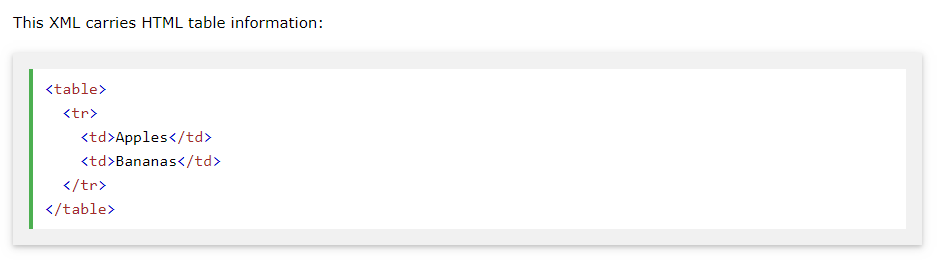 This XML carries HTML table information:
<table>
  <tr>
    <td>Apples</td>
    <td>Bananas</td>
  </tr>
</table>